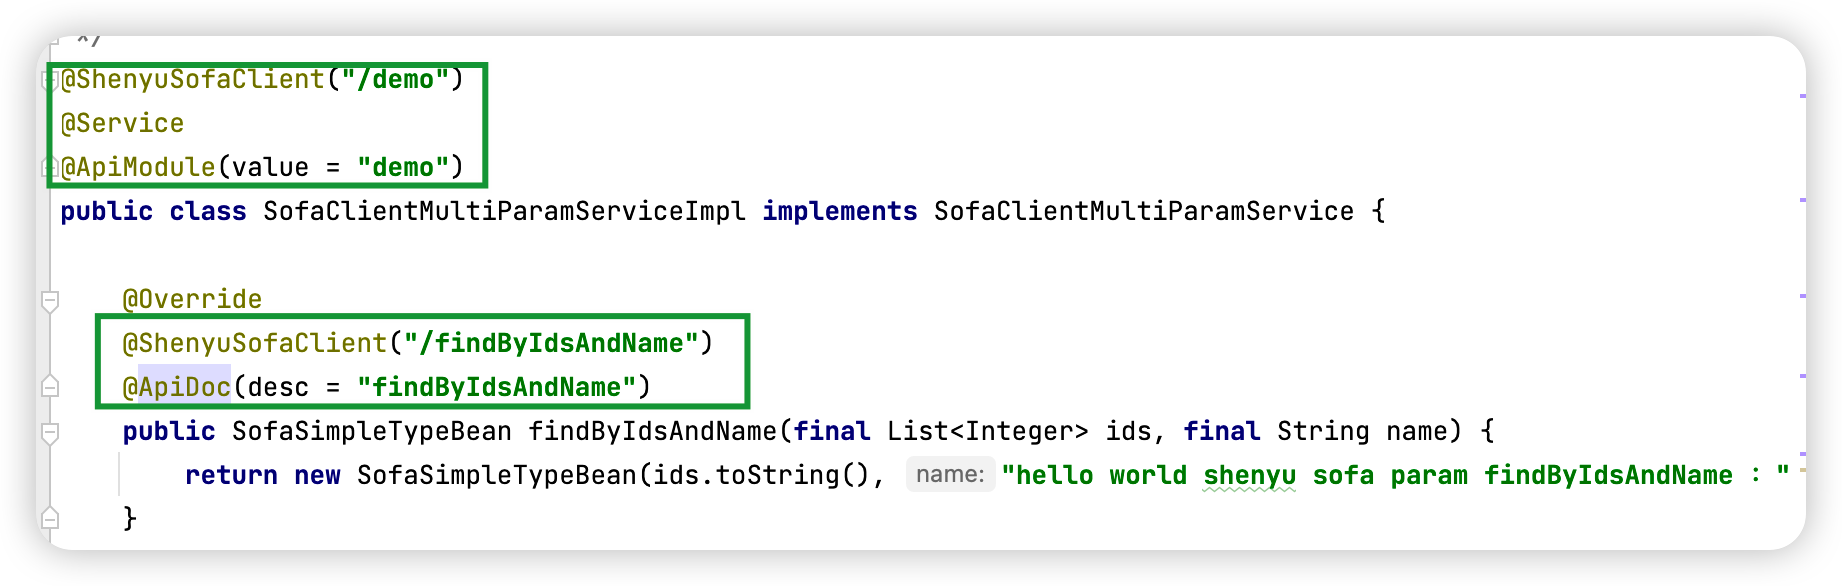 */
@ShenyuSofaClient("/demo")
@Service
@ApiModule(value = "demo")
public class SofaClientMultiParamServiceImpl implements SofaClientMultiParamService {
@Override
@ShenyuSofaClient("/findByIdsAndName")
@ApiDoc(desc = "findByIdsAndName")
public SofaSimpleTypeBean findByIdsAndName(final List<Integer> ids, final String name) {
return new SofaSimpleTypeBean(ids.toString(), name: "hello world shenyu sofa param findByIdsAndName : "
}